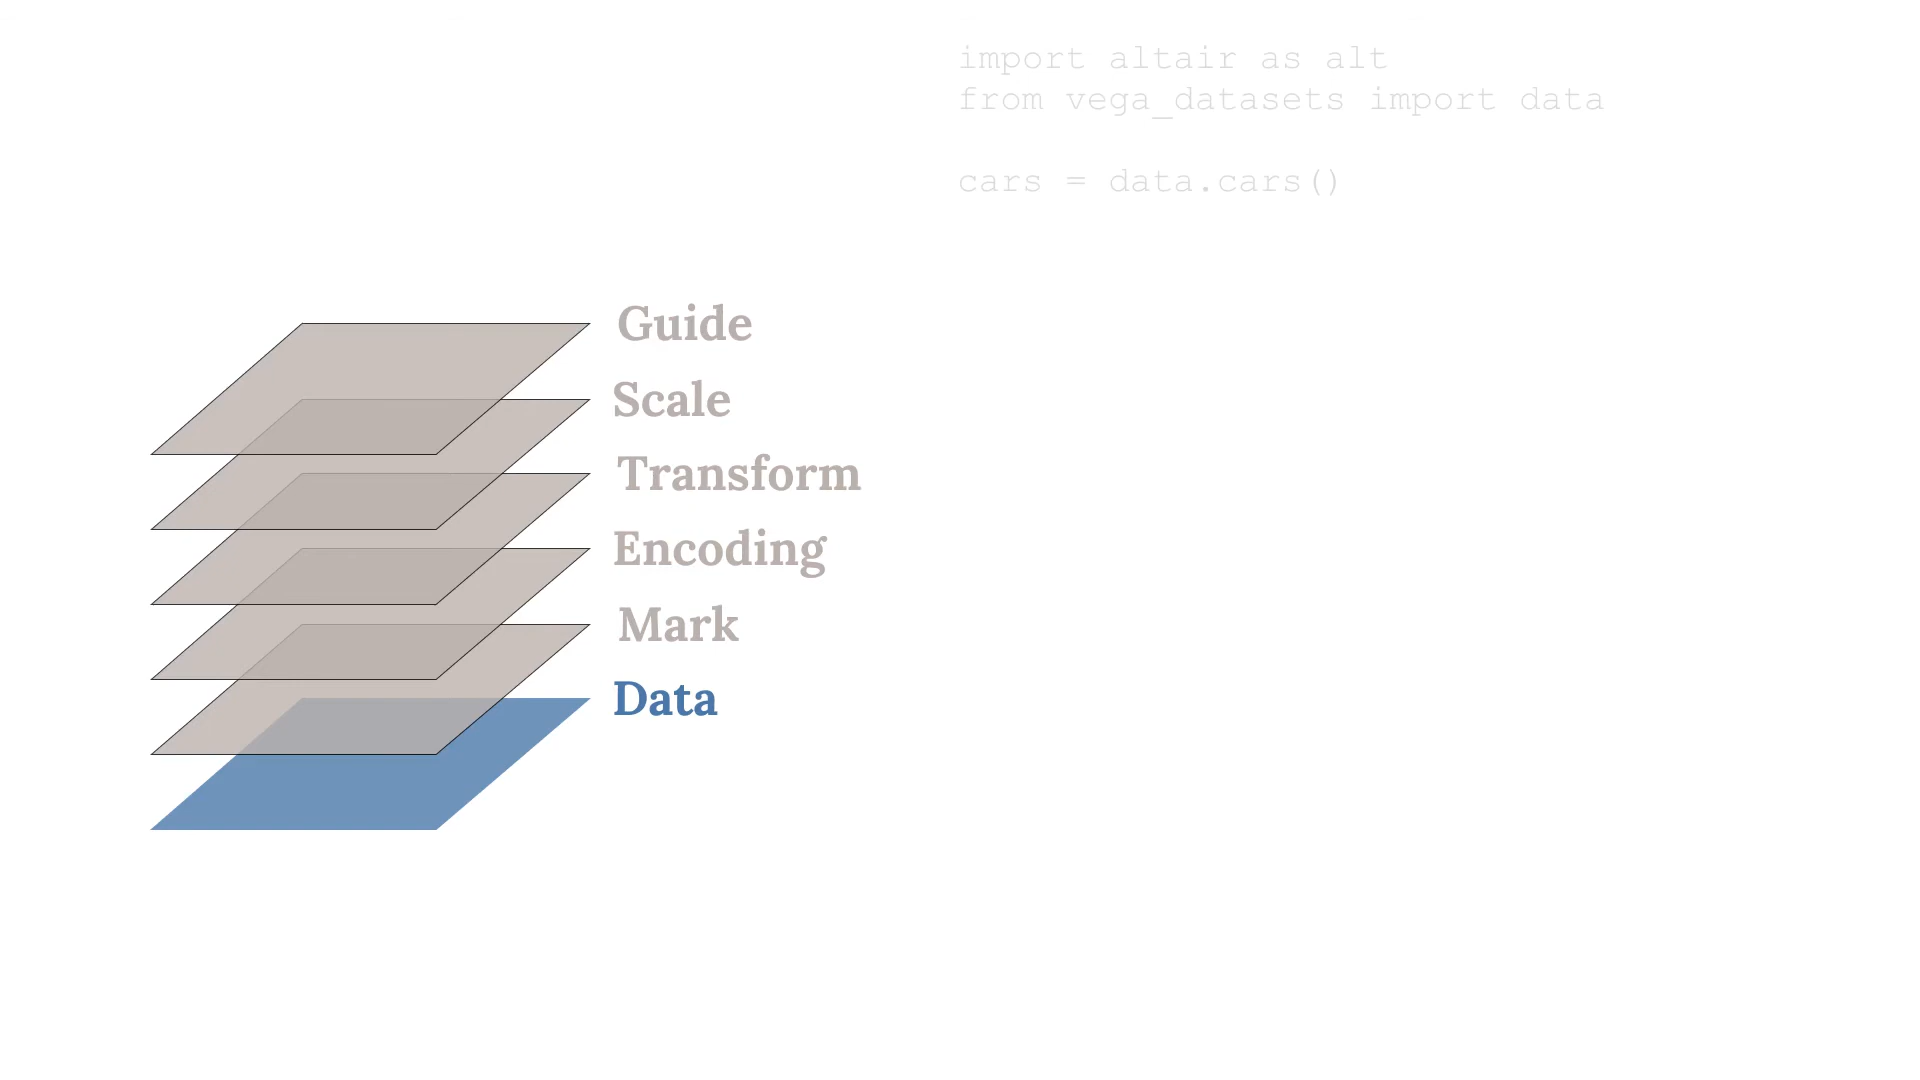 import altair as alt
from vega_datasets import data
cars = data.cars()
Guide
Scale
Transform
Encoding
Mark
Data